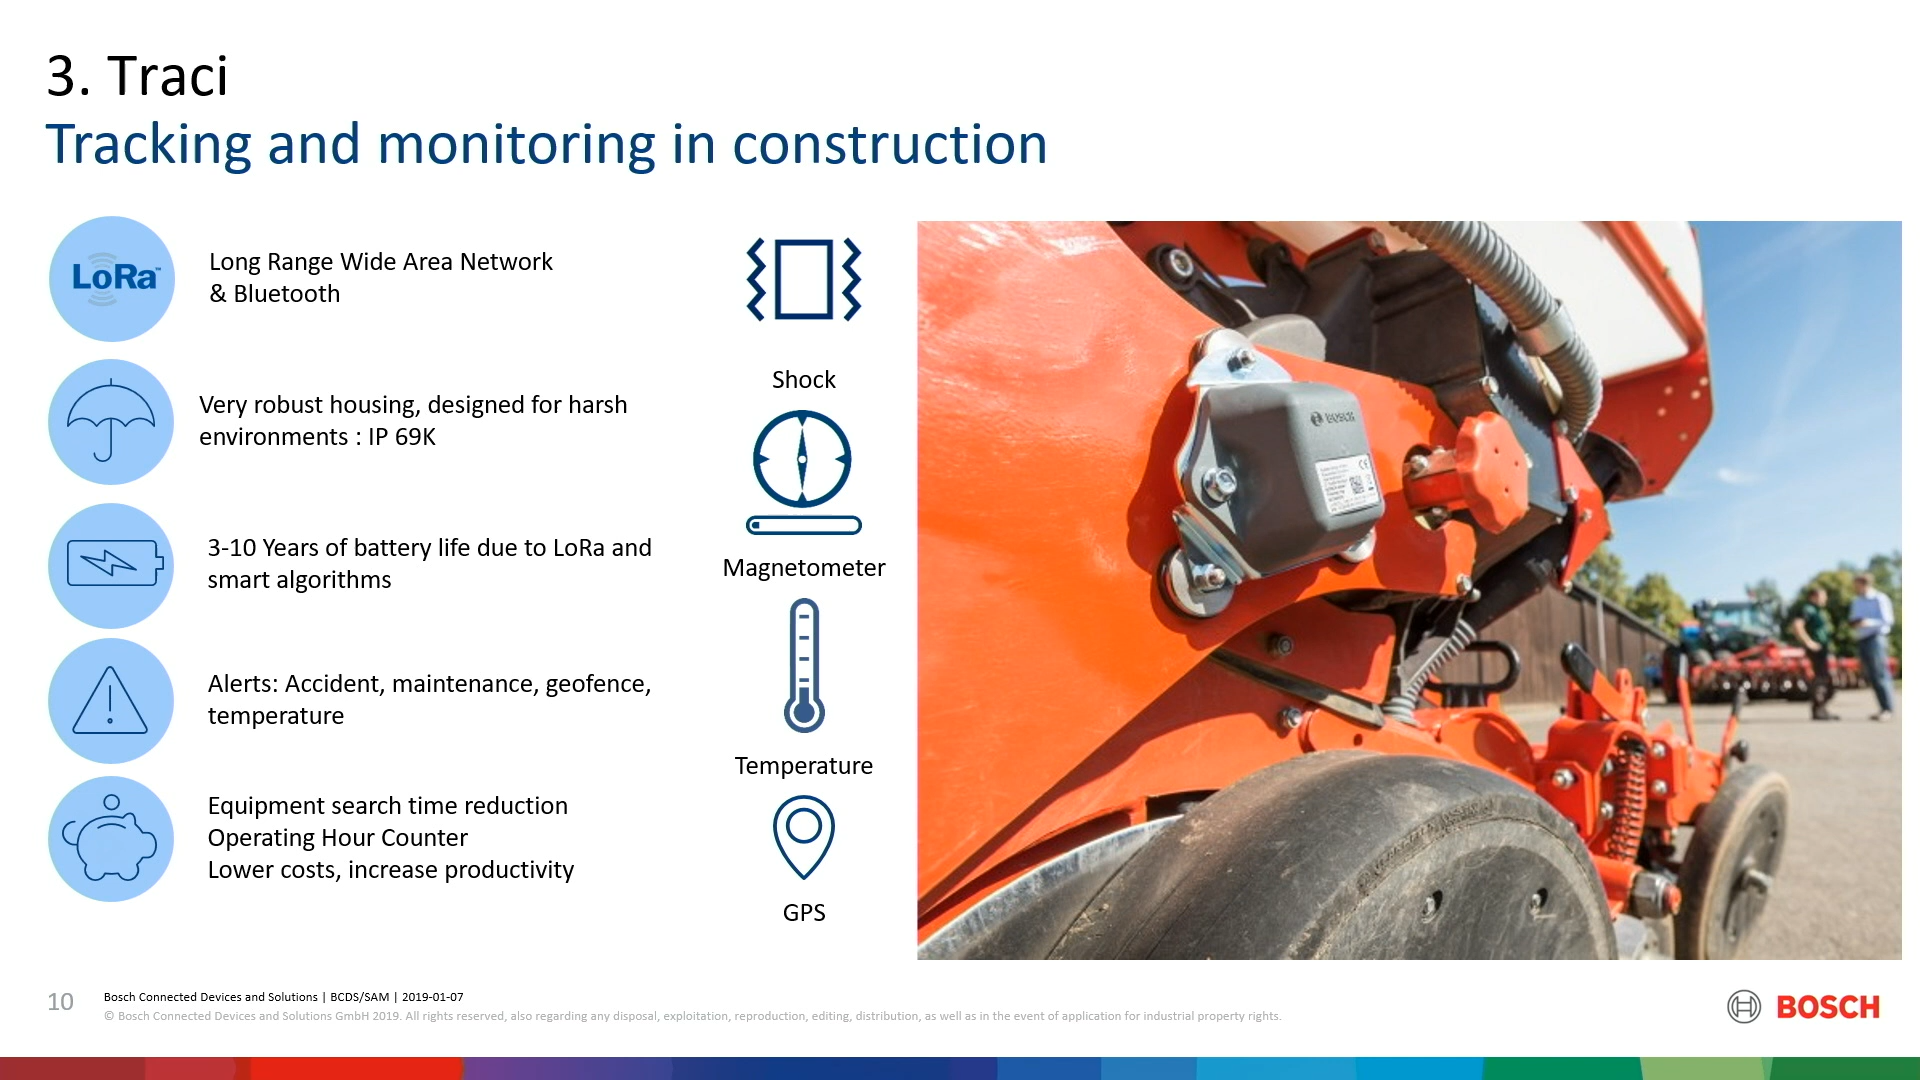 3. Traci
Tracking and monitoring in construction
LoRa™
Long Range Wide Area Network
& Bluetooth
Very robust housing, designed for harsh
environments : IP 69K
3-10 Years of battery life due to LoRa and
smart algorithms
Alerts: Accident, maintenance, geofence,
temperature
Equipment search time reduction
Operating Hour Counter
Lower costs, increase productivity
Shock
Magnetometer
Temperature
GPS
BOSCH
CE
10
Bosch Connected Devices and Solutions | BCDS/SAM | 2019-01-07
© Bosch Connected Devices and Solutions GmbH 2019. All rights reserved, also regarding any disposal, exploitation, reproduction, editing, distribution, as well as in the event of application for industrial property rights.
BOSCH